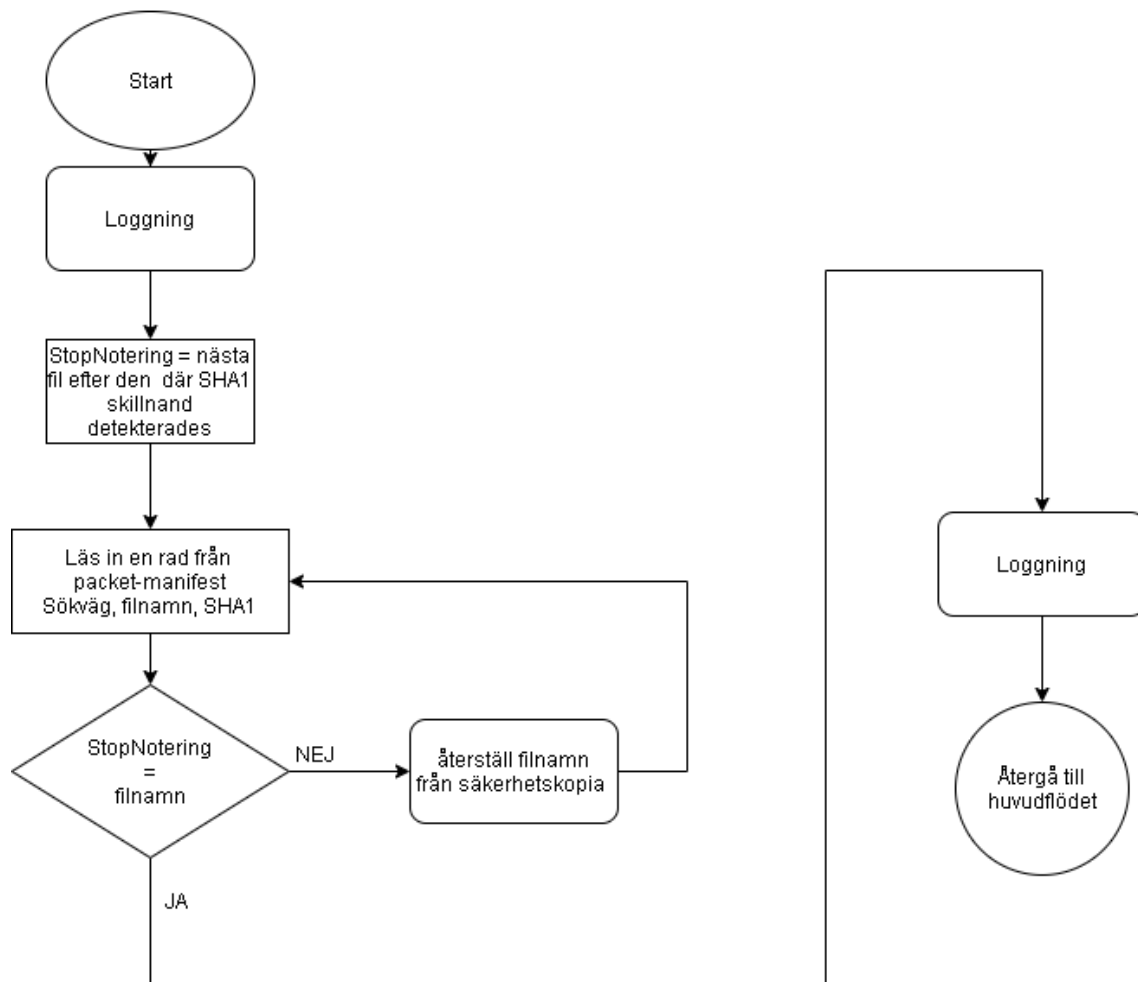 Start
Loggning
StopNotering = nästa
fil efter den  där SHA1
skillnand
detekterades
Läs in en rad från
packet-manifest
Sökväg, filnamn, SHA1
StopNotering
=
filnamn
NEJ
återställ filnamn
från säkerhetskopia
JA
Loggning
Återgå till
huvudflödet